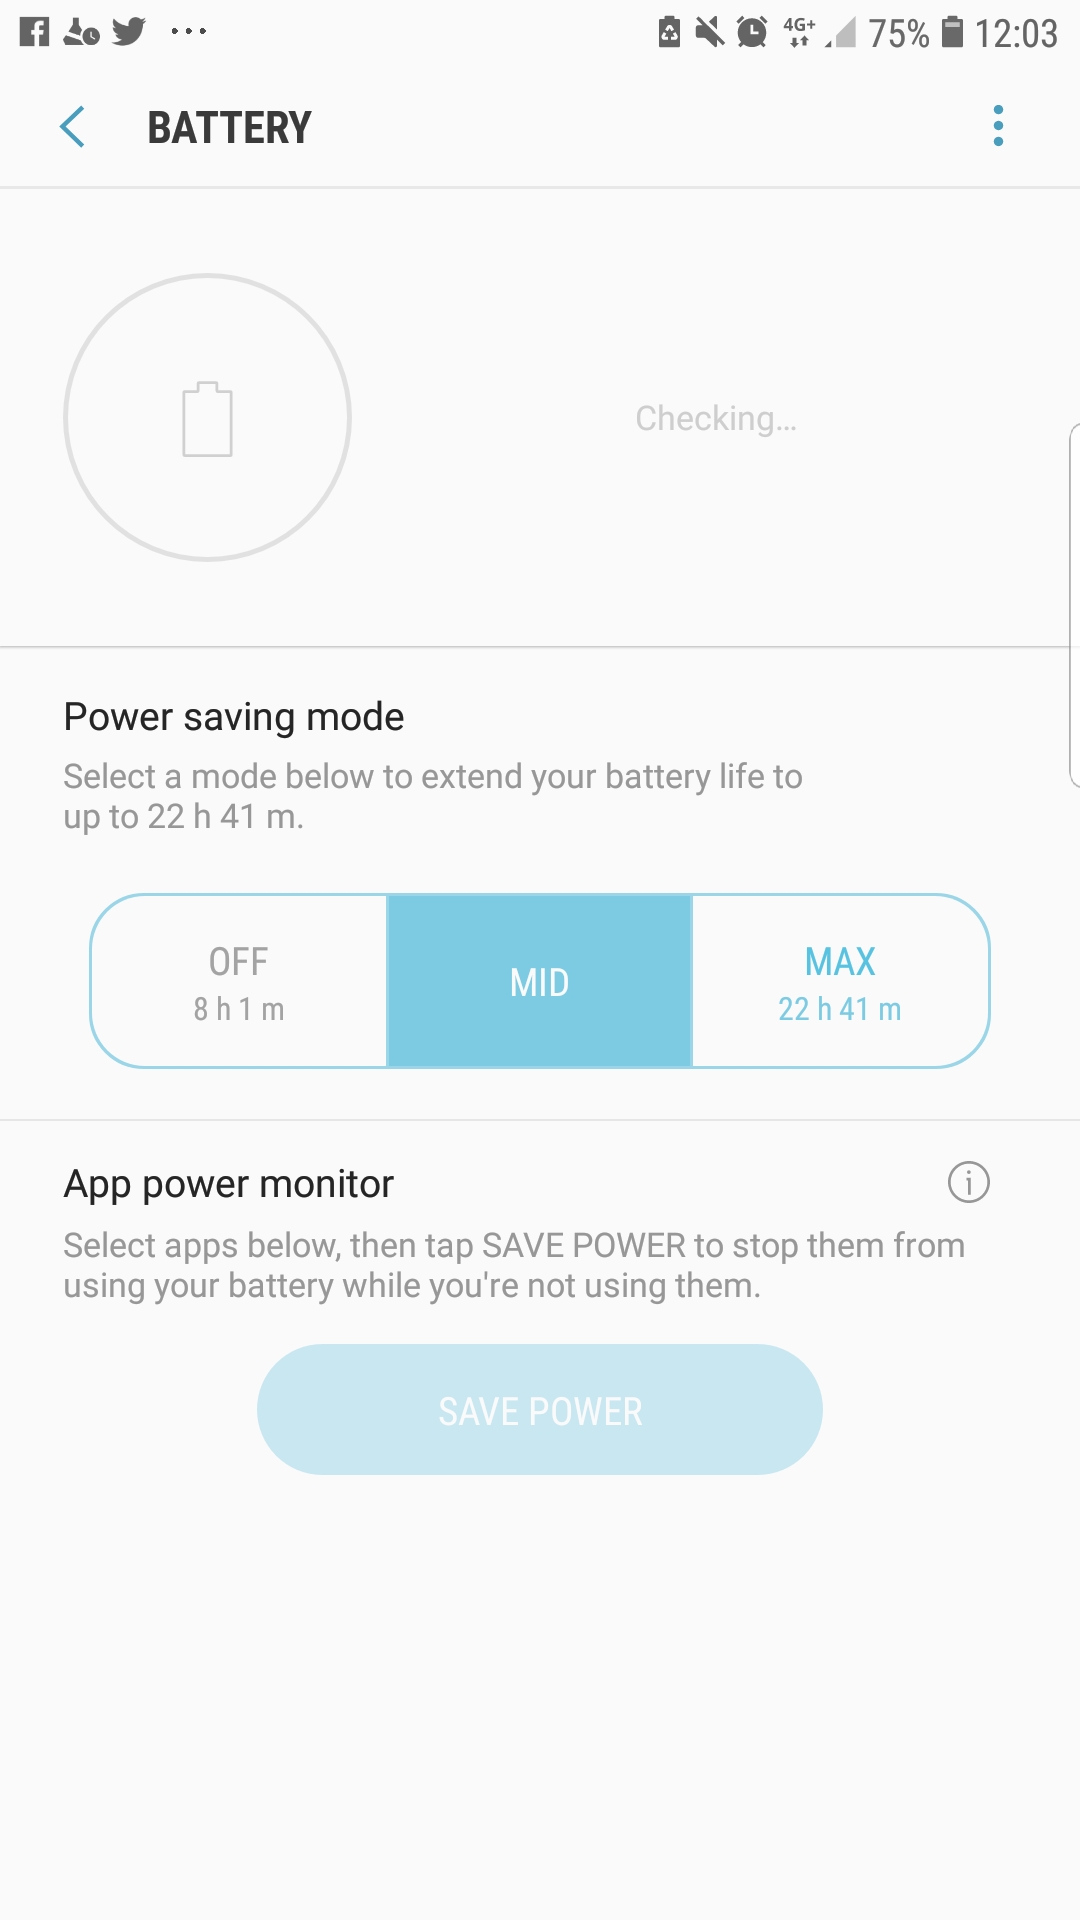 4G+ 75% 12:03
BATTERY
Checking...
Power saving mode
Select a mode below to extend your battery life to
up to 22 h 41 m.
OFF
8 h 1 m
MID
MAX
22 h 41 m
App power monitor
Select apps below, then tap SAVE POWER to stop them from
using your battery while you're not using them.
SAVE POWER